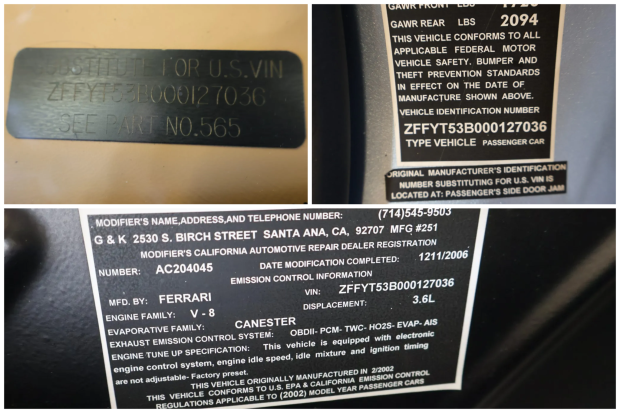 SUBSTITUTE FOR U.S. VIN
ZFFYT53B000127036
SEE PART NO.565
GAWR FRONT LBS 1720
GAWR REAR LBS 2094
THIS VEHICLE CONFORMS TO ALL
APPLICABLE FEDERAL MOTOR
VEHICLE SAFETY. BUMPER AND
THEFT PREVENTION STANDARDS
IN EFFECT ON THE DATE OF
MANUFACTURE SHOWN ABOVE.
VEHICLE IDENTIFICATION NUMBER
ZFFYT53B000127036
TYPE VEHICLE PASSENGER CAR
ORIGINAL MANUFACTURER'S IDENTIFICATION
NUMBER SUBSTITUTING FOR U.S. VIN IS
LOCATED AT: PASSENGER'S SIDE DOOR JAM
MODIFIER'S NAME,ADDRESS,AND TELEPHONE NUMBER: (714)545-9503
G & K 2530 S. BIRCH STREET SANTA ANA, CA, 92707 MFG #251
MODIFIER'S CALIFORNIA AUTOMOTIVE REPAIR DEALER REGISTRATION
NUMBER: AC204045 DATE MODIFICATION COMPLETED: 1211/2006
EMISSION CONTROL INFORMATION
MFD. BY: FERRARI VIN: ZFFYT53B000127036
ENGINE FAMILY: V - 8 DISPLACEMENT: 3.6L
EVAPORATIVE FAMILY: CANESTER
EXHAUST EMISSION CONTROL SYSTEM: OBDII- PCM- TWC- HO2S- EVAP- AIS
ENGINE TUNE UP SPECIFICATION: This vehicle is equipped with electronic
engine control system, engine idle speed, idle mixture and ignition timing
are not adjustable- Factory preset.
THIS VEHICLE ORIGINALLY MANUFACTURED IN 2/2002
THIS VEHICLE CONFORMS TO U.S. EPA & CALIFORNIA EMISSION CONTROL
REGULATIONS APPLICABLE TO (2002) MODEL YEAR PASSENGER CARS